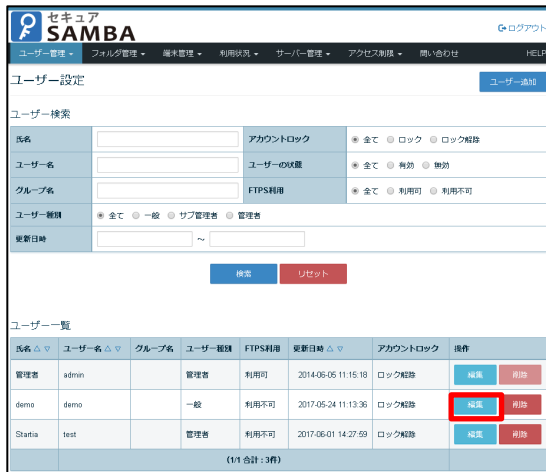 セキュア
SAMBA
ログアウト
ユーザー管理 フォルダ管理 端末管理 利用状況 サーバー管理 アクセス制限 問い合わせ HELP
ユーザー設定 ユーザー追加
ユーザー検索
氏名 アカウントロック 全て ロック ロック解除
ユーザー名 ユーザーの状態 全て 有効 無効
グループ名 FTPS利用 全て 利用可 利用不可
ユーザー種別 全て 一般 サブ管理者 管理者
更新日時 ～
検索 リセット
ユーザー一覧
氏名 △ ▽ ユーザー名 △ ▽ グループ名 ユーザー種別 FTPS利用 更新日時 △ ▽ アカウントロック 操作
管理者 admin 管理者 利用可 2014-06-05 11:15:18 ロック解除 編集 削除
demo demo 一般 利用不可 2017-05-24 11:13:36 ロック解除 編集 削除
Startia test 管理者 利用不可 2017-06-01 14:27:59 ロック解除 編集 削除
(1/1 合計 : 3件)